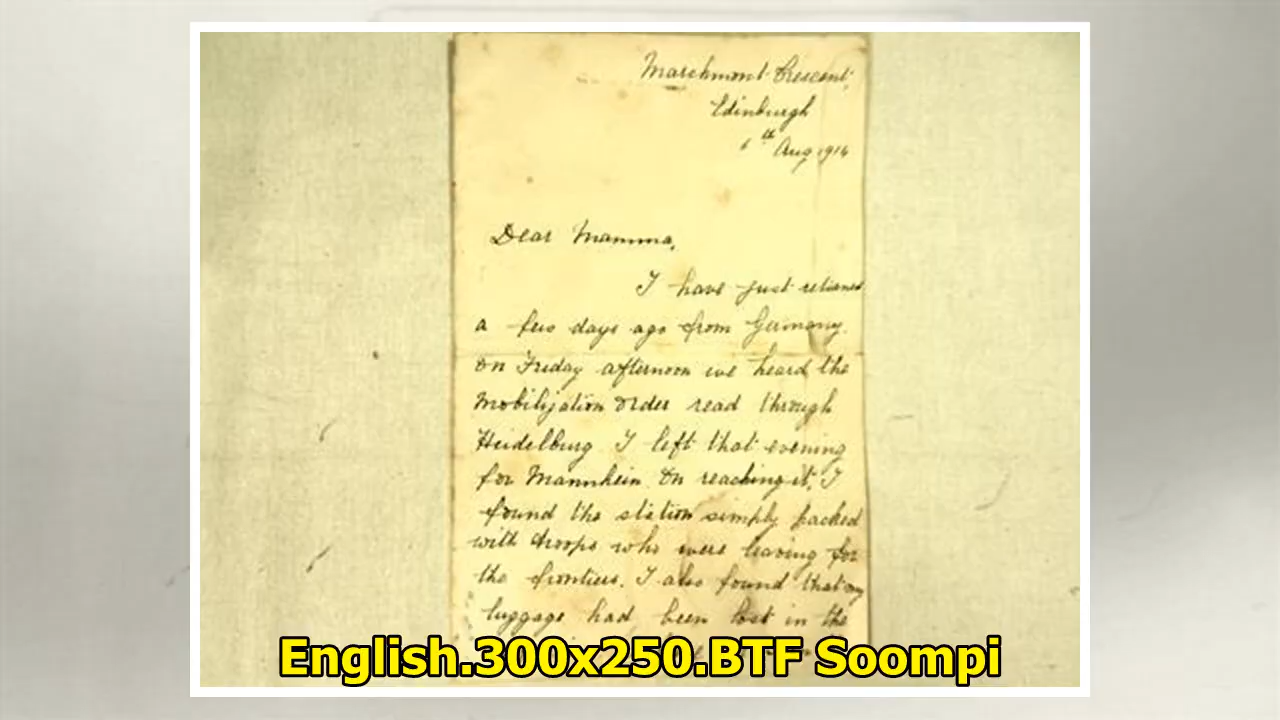 Marchmont Crescent,
Edinburgh
6th Aug 1914
Dear Mamma,
I have just returned
a few days ago from Germany.
On Friday afternoon we heard the
Mobilization Order read through
Heidelburg. I left that evening
for Mannhein. On reaching it, I
found the station simply packed
with troops who were leaving for
the frontiers. I also found that my
luggage had been lost in the
English.300x250.BTF Soompi